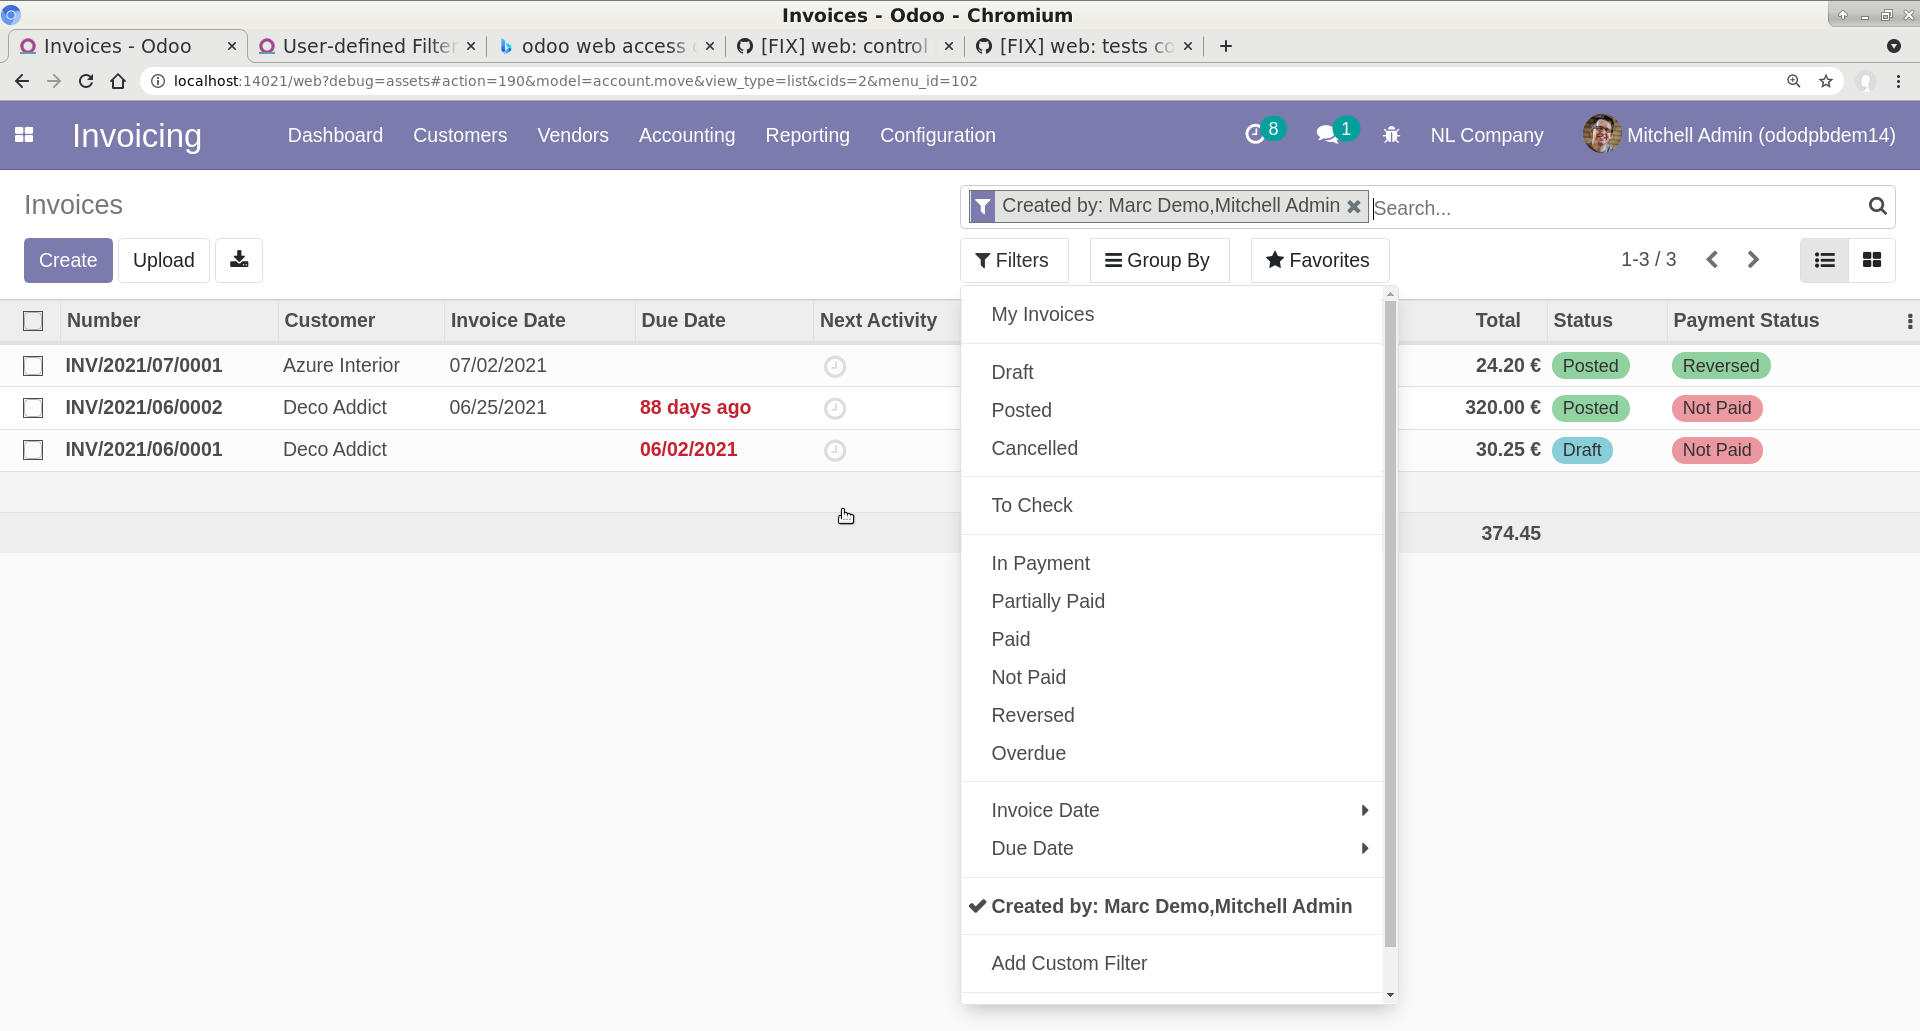 Invoices - Odoo - Chromium
Invoices - Odoo
User-defined Filter
odoo web access
[FIX] web: control
[FIX] web: tests co
localhost:14021/web?debug=assets#action=190&model=account.move&view_type=list&cids=2&menu_id=102
Invoicing
Dashboard
Customers
Vendors
Accounting
Reporting
Configuration
8
1
NL Company
Mitchell Admin (ododpbdem14)
Invoices
Created by: Marc Demo,Mitchell Admin
Search...
Create
Upload
Filters
Group By
Favorites
1-3 / 3
Number Customer Invoice Date Due Date Next Activity Total Status Payment Status
INV/2021/07/0001 Azure Interior 07/02/2021 24.20 € Posted Reversed
INV/2021/06/0002 Deco Addict 06/25/2021 88 days ago 320.00 € Posted Not Paid
INV/2021/06/0001 Deco Addict 06/02/2021 30.25 € Draft Not Paid
374.45
My Invoices
Draft
Posted
Cancelled
To Check
In Payment
Partially Paid
Paid
Not Paid
Reversed
Overdue
Invoice Date
Due Date
Created by: Marc Demo,Mitchell Admin
Add Custom Filter